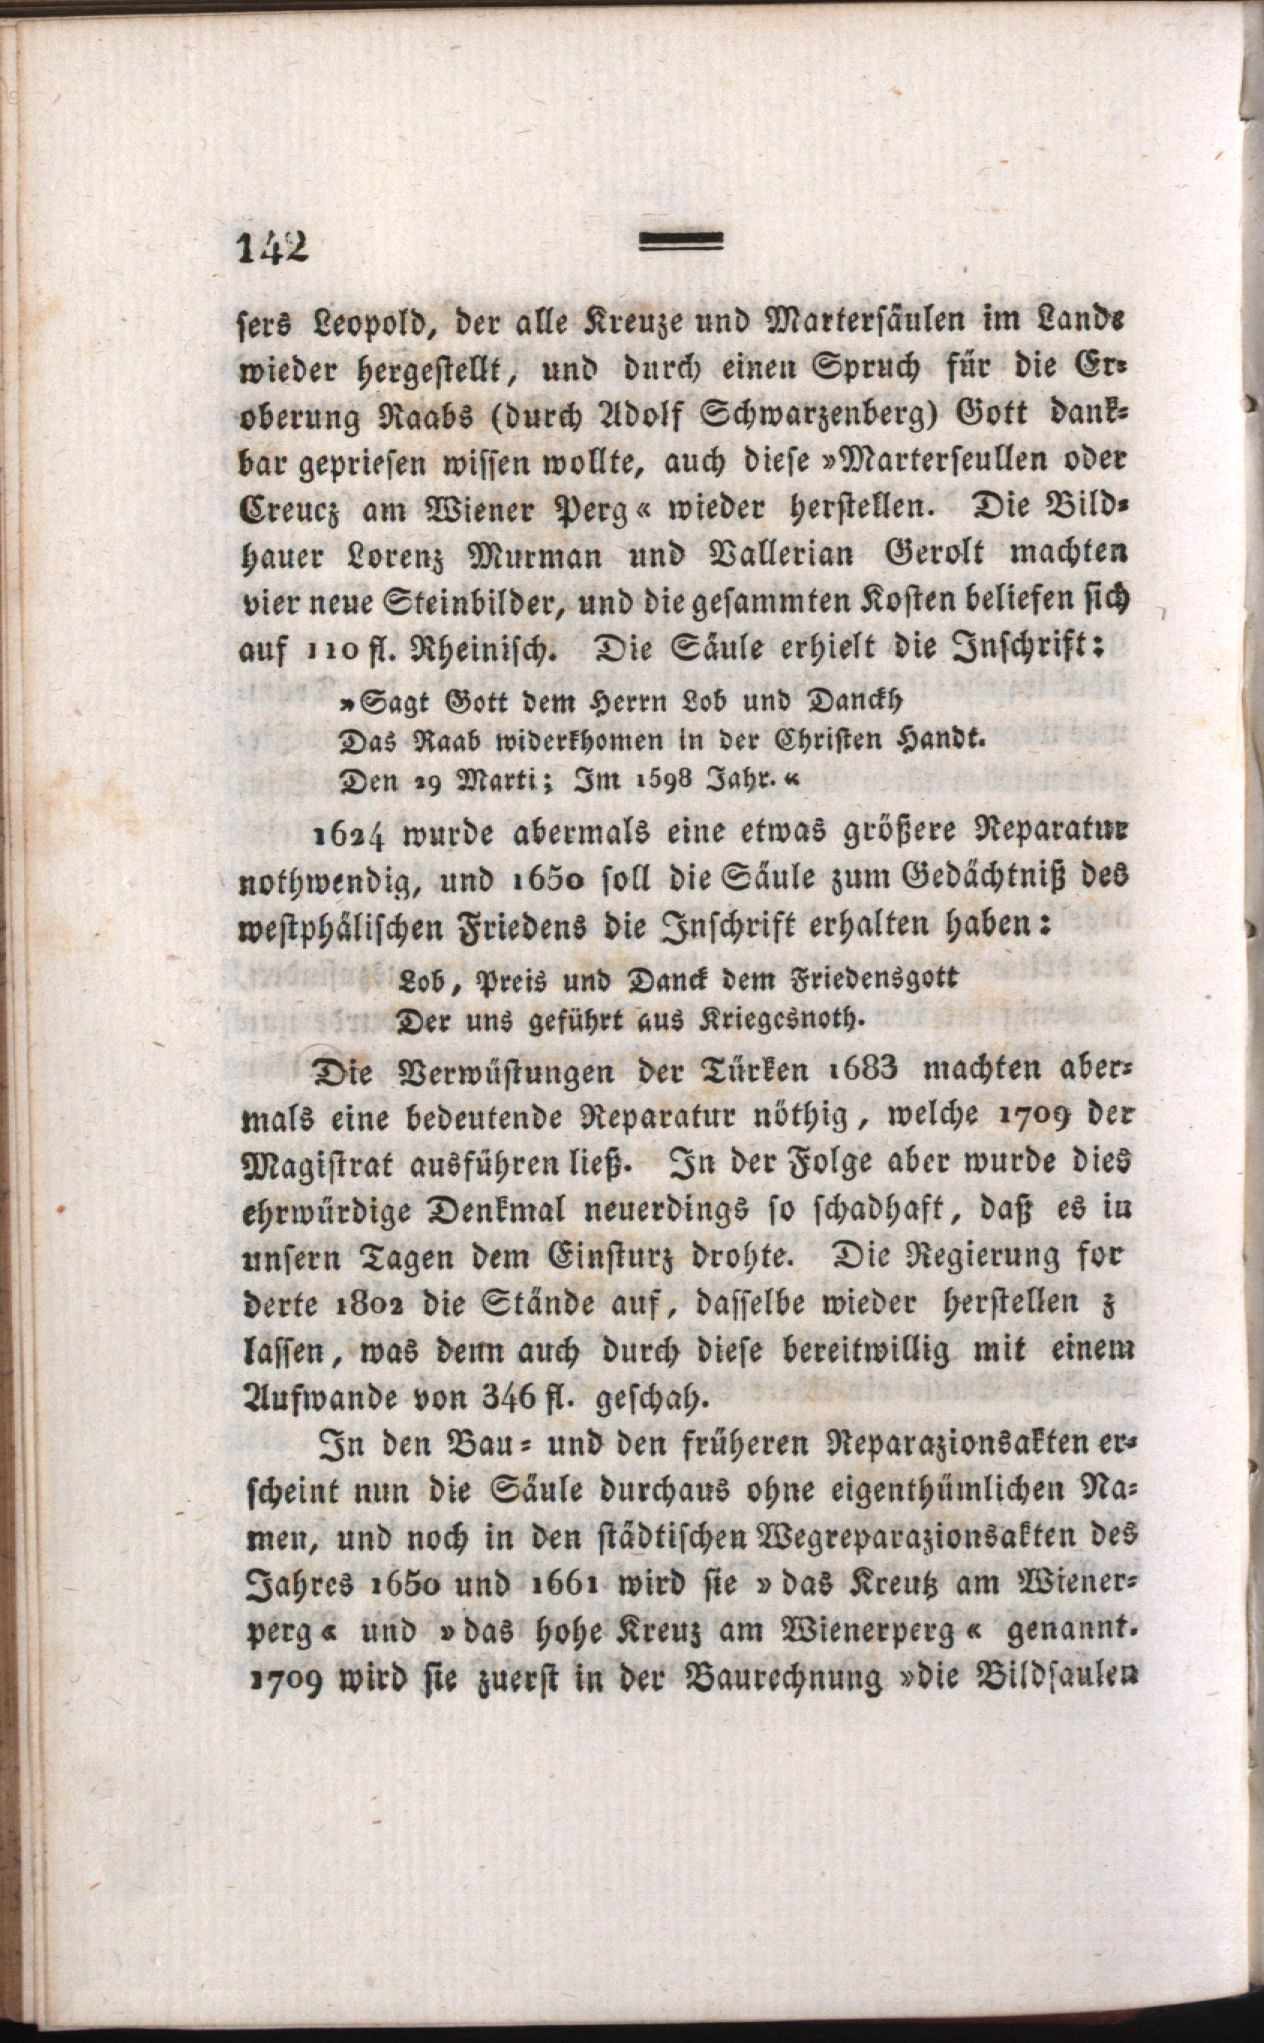 142
sers Leopold, der alle Kreuze und Martersäulen im Lande
wieder hergestellt, und durch einen Spruch für die Er-
oberung Raabs (durch Adolf Schwarzenberg) Gott dank-
bar gepriesen wissen wollte, auch diese »Marterseullen oder
Creucz am Wiener Perg« wieder herstellen. Die Bild-
hauer Lorenz Murman und Vallerian Gerolt machten
vier neue Steinbilder, und die gesammten Kosten beliefen sich
auf 110 fl. Rheinisch. Die Säule erhielt die Inschrift:
»Sagt Gott dem Herrn Lob und Danckh
Das Raab widerkhomen in der Christen Handt.
Den 29 Marti; Im 1598 Jahr.«
1624 wurde abermals eine etwas größere Reparatur
nothwendig, und 1650 soll die Säule zum Gedächtniß des
westphälischen Friedens die Inschrift erhalten haben:
Lob, Preis und Danck dem Friedensgott
Der uns geführt aus Kriegesnoth.
Die Verwüstungen der Türken 1683 machten aber-
mals eine bedeutende Reparatur nöthig, welche 1709 der
Magistrat ausführen ließ. In der Folge aber wurde dies
ehrwürdige Denkmal neuerdings so schadhaft, daß es in
unsern Tagen dem Einsturz drohte. Die Regierung for
derte 1802 die Stände auf, dasselbe wieder herstellen z
lassen, was denn auch durch diese bereitwillig mit einem
Aufwande von 346 fl. geschah.
In den Bau- und den früheren Reparazionsakten er-
scheint nun die Säule durchaus ohne eigenthümlichen Na-
men, und noch in den städtischen Wegreparazionsakten des
Jahres 1650 und 1661 wird sie »das Kreutz am Wiener-
perg« und »das hohe Kreuz am Wienerperg« genannt.
1709 wird sie zuerst in der Baurechnung »die Bildsaulen